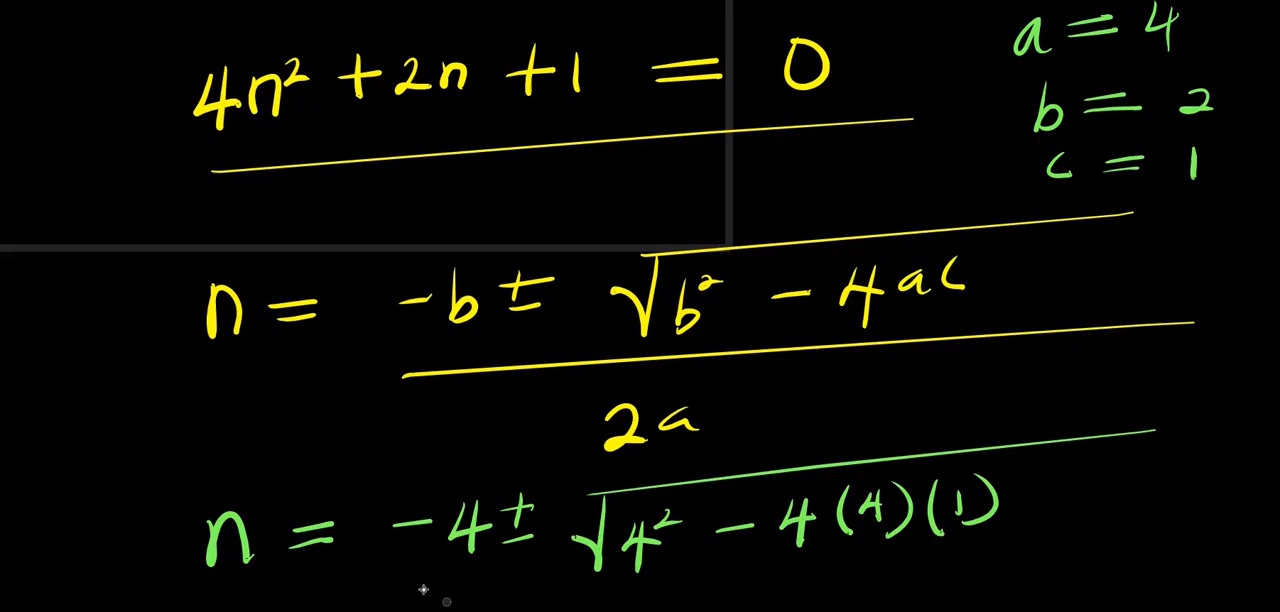 4n² + 2n + 1 = 0
a = 4
b = 2
c = 1
n = -b ± √b² - 4ac
2a
n = -4 ± √4² - 4(4)(1)